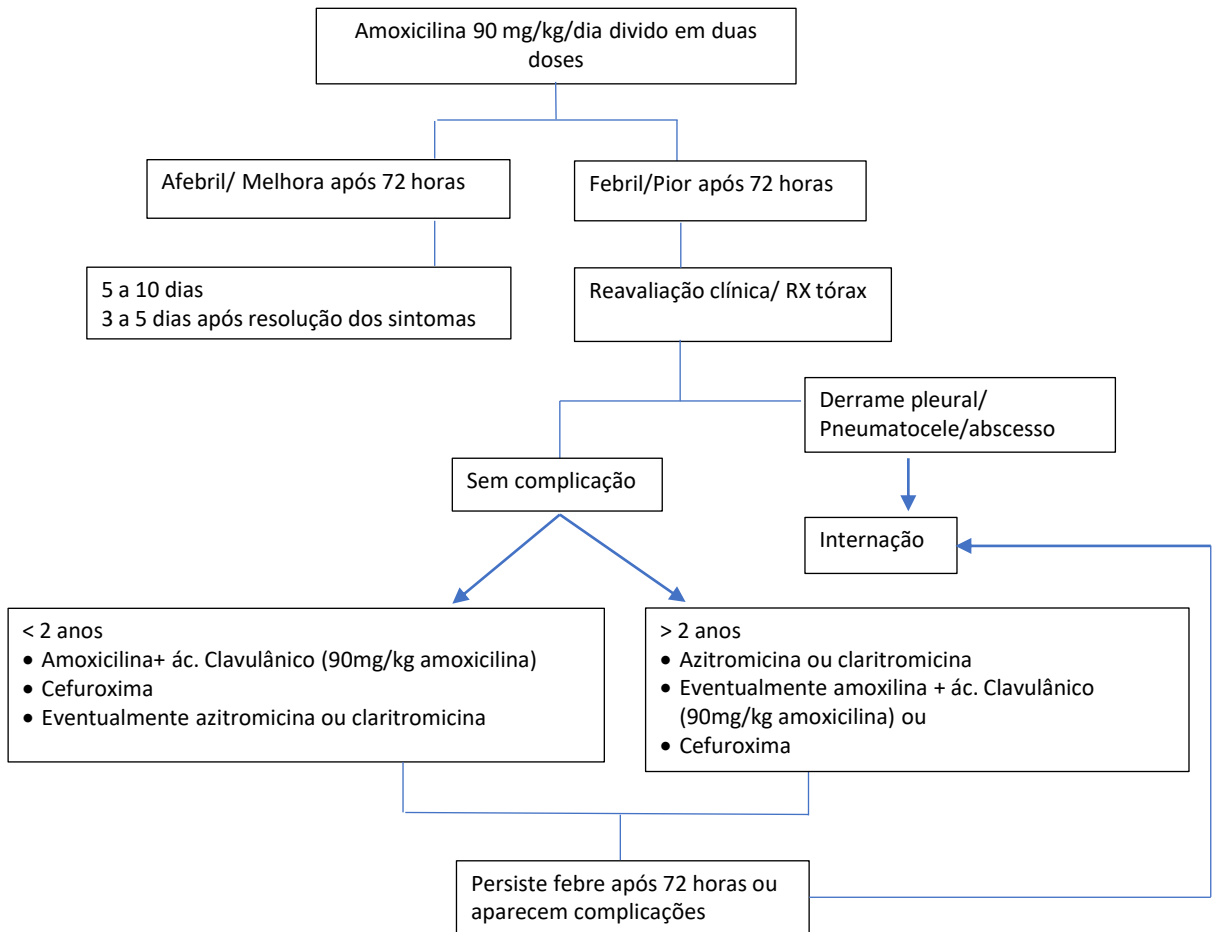 Amoxicilina 90 mg/kg/dia divido em duas
doses
Afebril/ Melhora após 72 horas
Febril/Pior após 72 horas
5 a 10 dias
3 a 5 dias após resolução dos sintomas
Reavaliação clínica/ RX tórax
Derrame pleural/
Pneumatocele/abscesso
Sem complicação
Internação
< 2 anos
• Amoxicilina+ ác. Clavulânico (90mg/kg amoxicilina)
• Cefuroxima
• Eventualmente azitromicina ou claritromicina
> 2 anos
• Azitromicina ou claritromicina
• Eventualmente amoxilina + ác. Clavulânico
(90mg/kg amoxicilina) ou
• Cefuroxima
Persiste febre após 72 horas ou
aparecem complicações